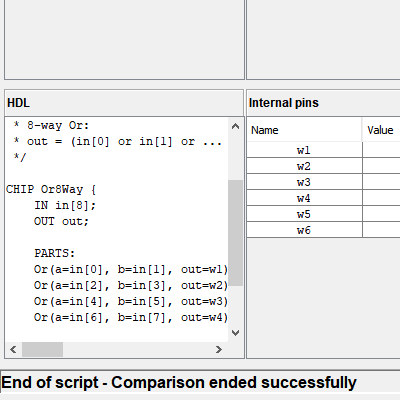 HDL
* 8-way Or:
* out = (in[0] or in[1] or ...
*/
CHIP Or8Way {
IN in[8];
OUT out;
PARTS:
Or(a=in[0], b=in[1], out=w1)
Or(a=in[2], b=in[3], out=w2)
Or(a=in[4], b=in[5], out=w3)
Or(a=in[6], b=in[7], out=w4)
Internal pins
Name Value
w1
w2
w3
w4
w5
w6
End of script - Comparison ended successfully